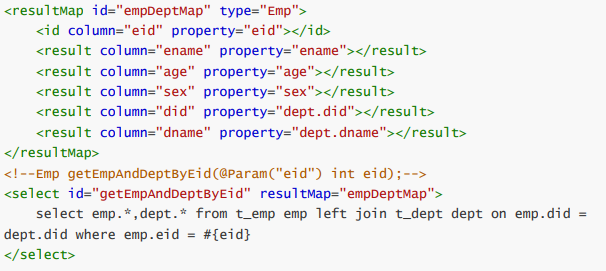 <resultMap id="empDeptMap" type="Emp">
    <id column="eid" property="eid"></id>
    <result column="ename" property="ename"></result>
    <result column="age" property="age"></result>
    <result column="sex" property="sex"></result>
    <result column="did" property="dept.did"></result>
    <result column="dname" property="dept.dname"></result>
</resultMap>
<!--Emp getEmpAndDeptByEid(@Param("eid") int eid);-->
<select id="getEmpAndDeptByEid" resultMap="empDeptMap">
    select emp.*,dept.* from t_emp emp left join t_dept dept on emp.did =
dept.did where emp.eid = #{eid}
</select>